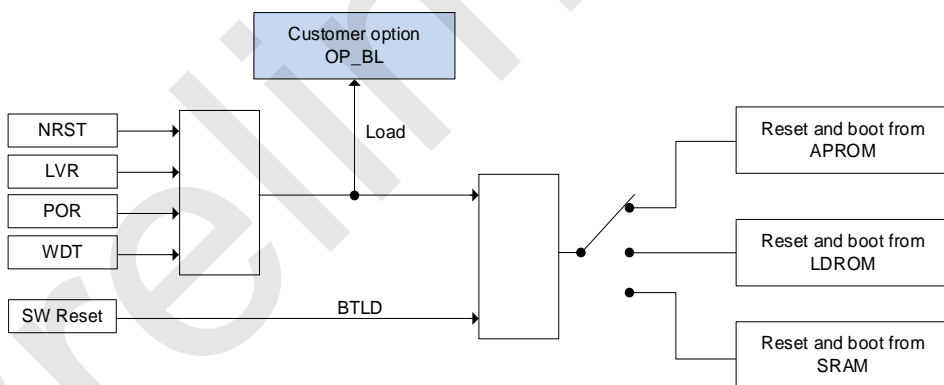 Customer option
OP_BL
NRST
LVR
POR
WDT
Load
SW Reset
BTLD
Reset and boot from
APROM
Reset and boot from
LDROM
Reset and boot from
SRAM